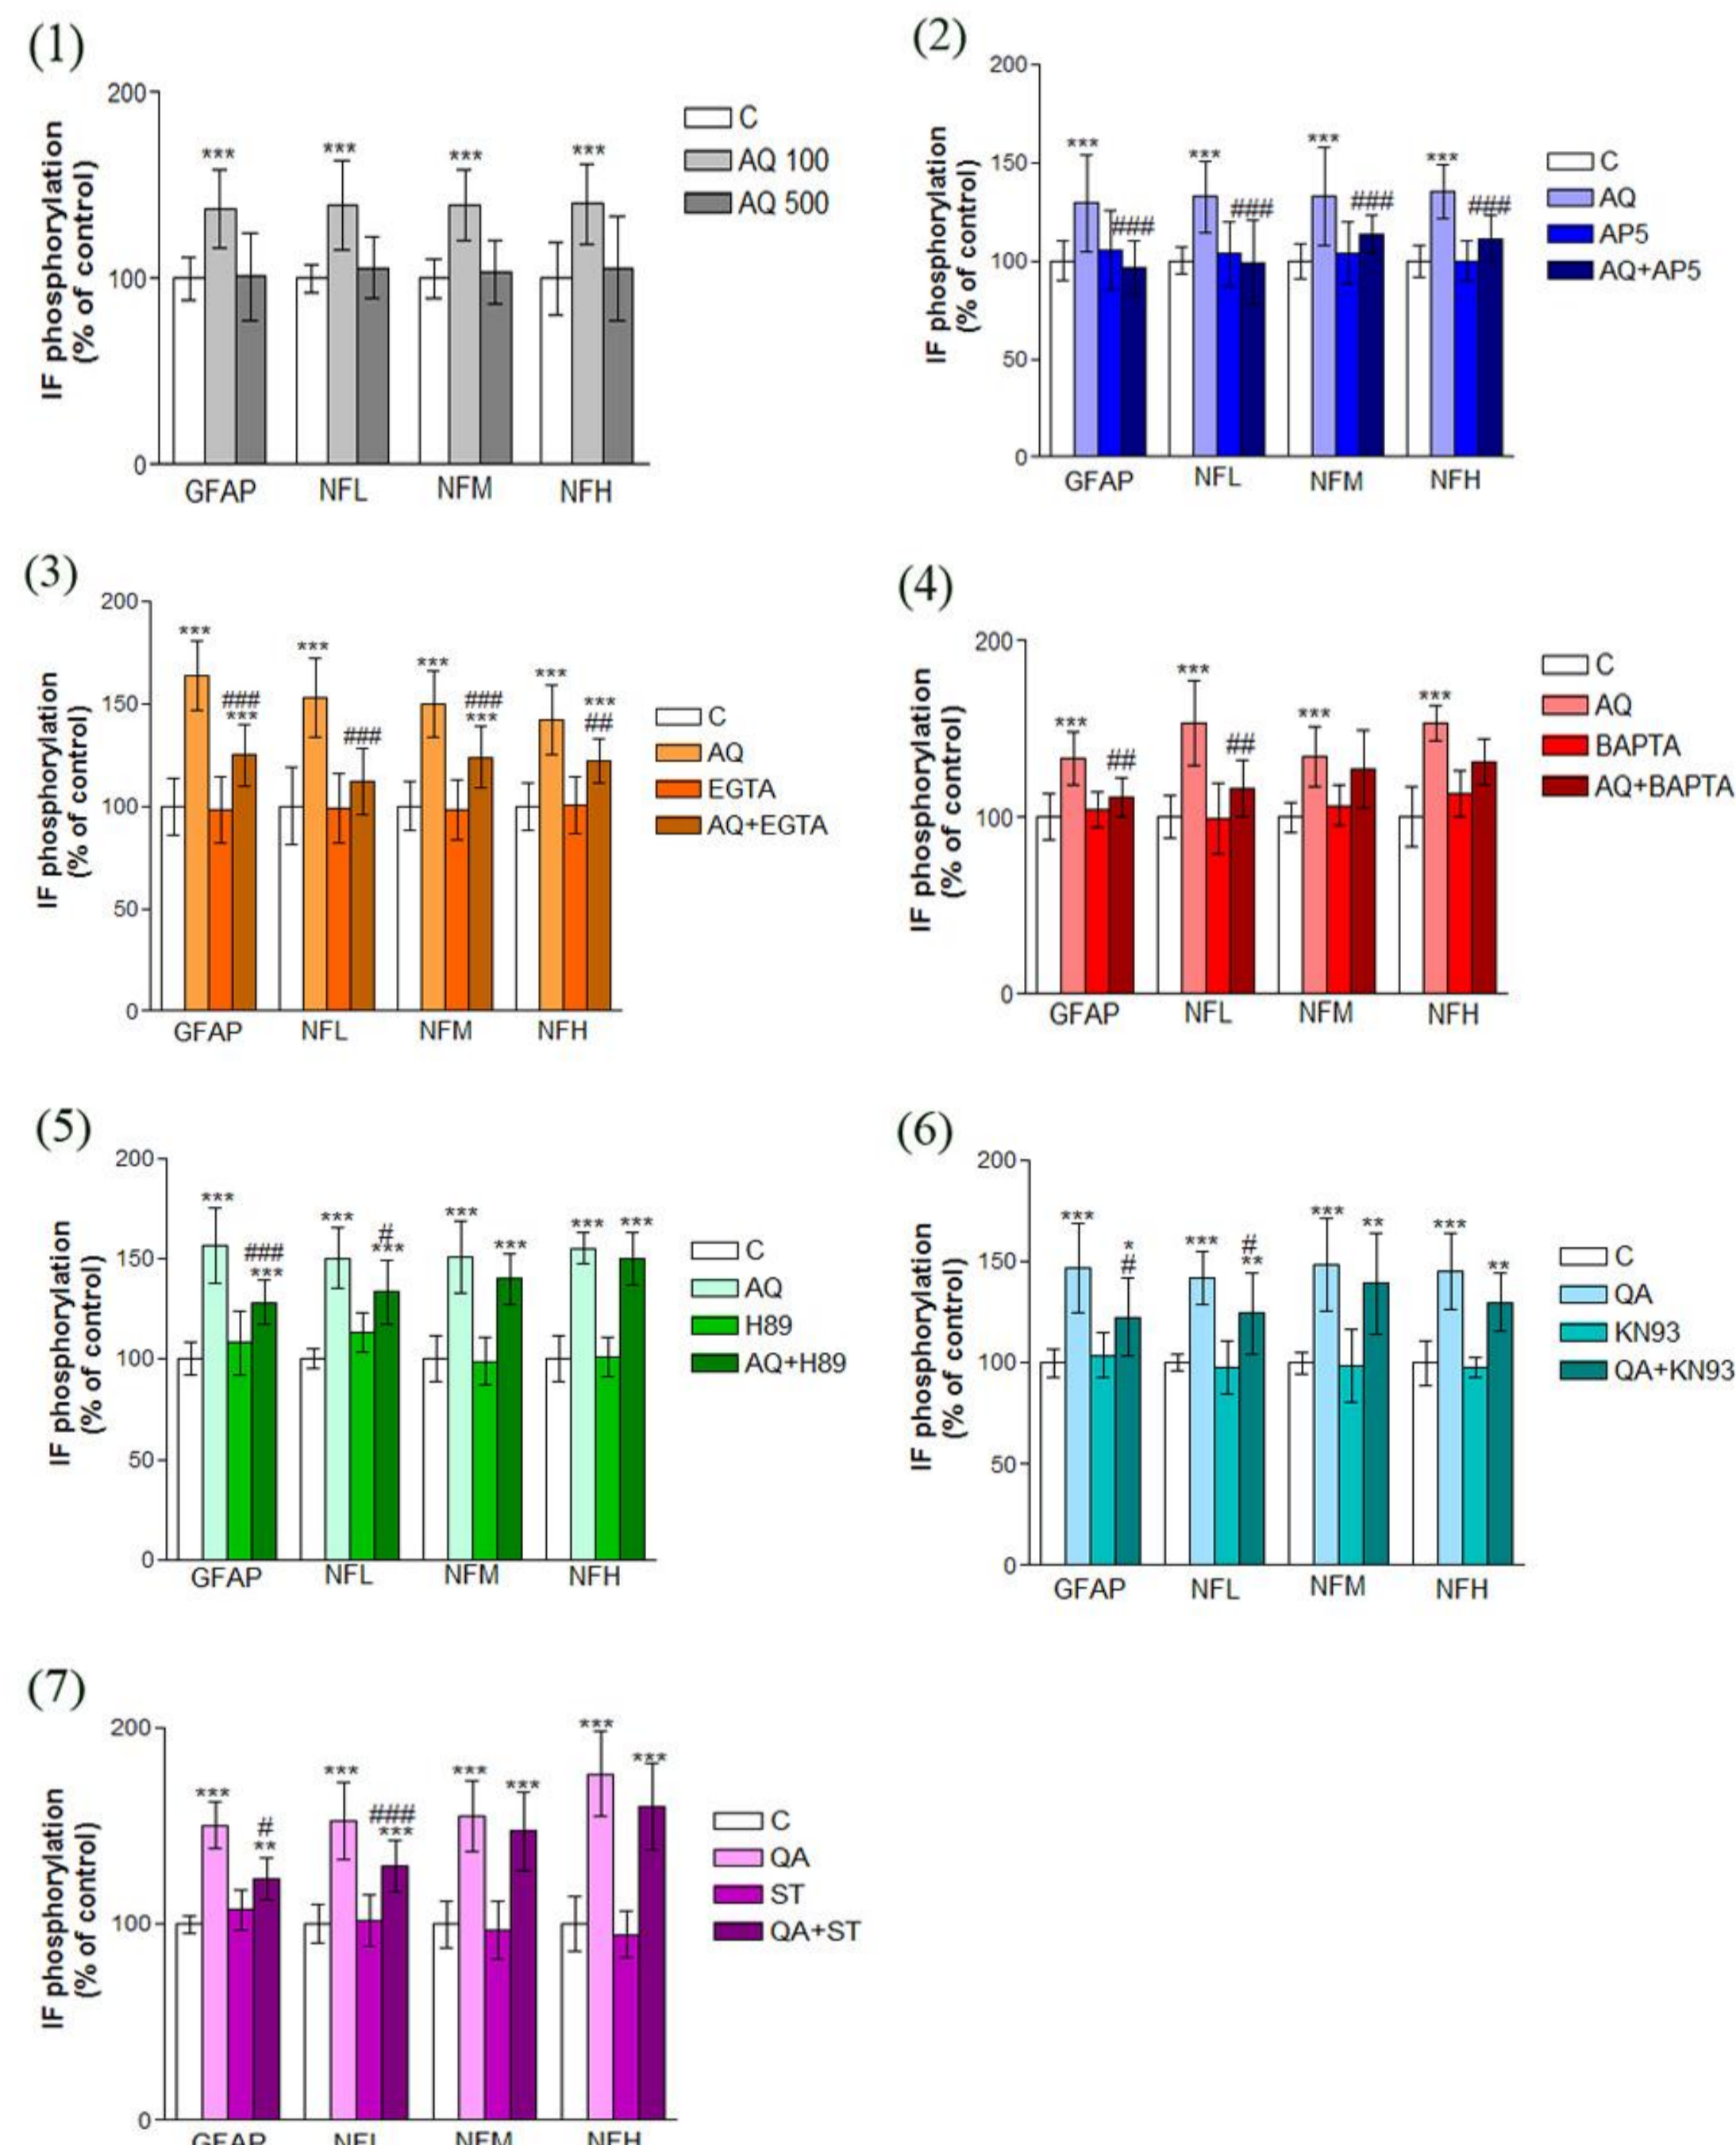 (1)
IF phosphorylation
(% of control)
200
100
0
***
***
***
***
GFAP
NFL
NFM
NFH
C
AQ 100
AQ 500
(2)
IF phosphorylation
(% of control)
200
150
100
50
0
***
###
***
###
***
###
***
###
GFAP
NFL
NFM
NFH
C
AQ
AP5
AQ+AP5
(3)
IF phosphorylation
(% of control)
200
150
100
50
0
***
###
***
***
###
***
###
***
***
***
##
GFAP
NFL
NFM
NFH
C
AQ
EGTA
AQ+EGTA
(4)
IF phosphorylation
(% of control)
200
100
0
***
##
***
##
***
***
GFAP
NFL
NFM
NFH
C
AQ
BAPTA
AQ+BAPTA
(5)
IF phosphorylation
(% of control)
200
150
100
50
0
***
###
***
***
#
***
***
***
***
***
GFAP
NFL
NFM
NFH
C
AQ
H89
AQ+H89
(6)
IF phosphorylation
(% of control)
200
150
100
50
0
***
*
#
***
#
**
***
**
***
**
GFAP
NFL
NFM
NFH
C
QA
KN93
QA+KN93
(7)
IF phosphorylation
(% of control)
200
100
0
***
#
**
***
###
***
***
***
***
***
GFAP
NFL
NFM
NFH
C
QA
ST
QA+ST